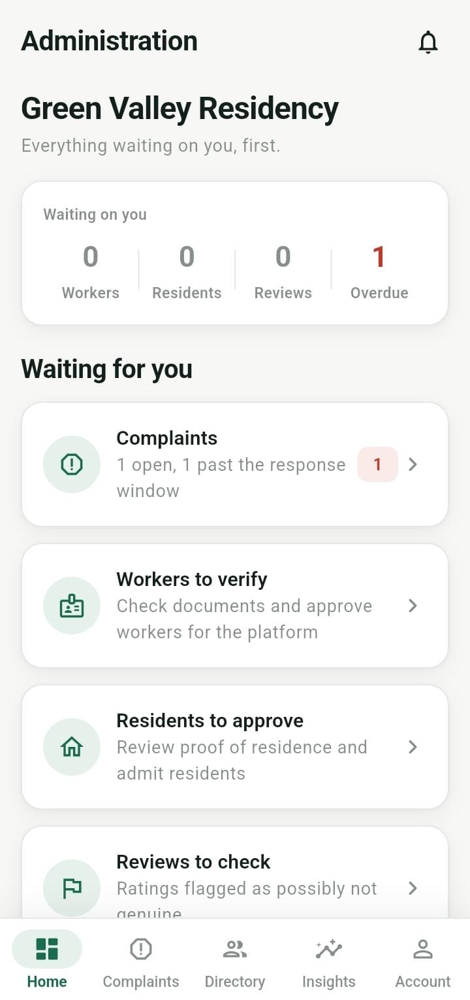 Administration
Green Valley Residency
Everything waiting on you, first.
Waiting on you
0 0 0 1
Workers Residents Reviews Overdue
Waiting for you
Complaints
1 open, 1 past the response 1
window
Workers to verify
Check documents and approve
workers for the platform
Residents to approve
Review proof of residence and
admit residents
Reviews to check
Ratings flagged as possibly not
genuine
Home Complaints Directory Insights Account